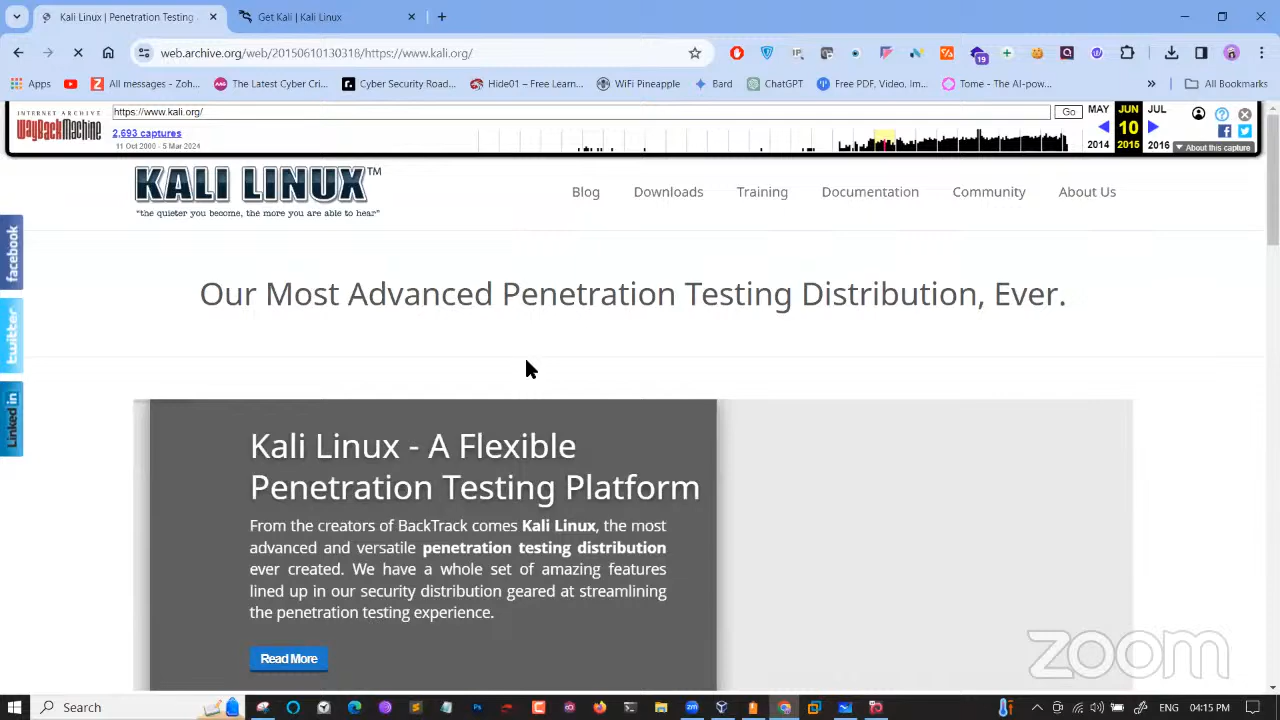 Kali Linux | Penetration Testing
Get Kali | Kali Linux
web.archive.org/web/20150610130318/https://www.kali.org/
19
Apps
All messages - Zoh...
The Latest Cyber Cri...
Cyber Security Road...
Hide01 – Free Learn...
WiFi Pineapple
Bard
ChatGPT
Free PDF, Video, Im...
Tome - The AI-pow...
»
All Bookmarks
INTERNET ARCHIVE
WayBackMachine
https://www.kali.org/
Go
MAY JUN JUL
2,693 captures
10
11 Oct 2000 - 5 Mar 2024
2014 2015 2016
About this capture
KALI LINUX™
"the quieter you become, the more you are able to hear"
Blog
Downloads
Training
Documentation
Community
About Us
facebook
twitter
Linked in
Our Most Advanced Penetration Testing Distribution, Ever.
Kali Linux - A Flexible
Penetration Testing Platform
From the creators of BackTrack comes Kali Linux, the most
advanced and versatile penetration testing distribution
ever created. We have a whole set of amazing features
lined up in our security distribution geared at streamlining
the penetration testing experience.
Read More
zoom
Search
ENG
04:15 PM